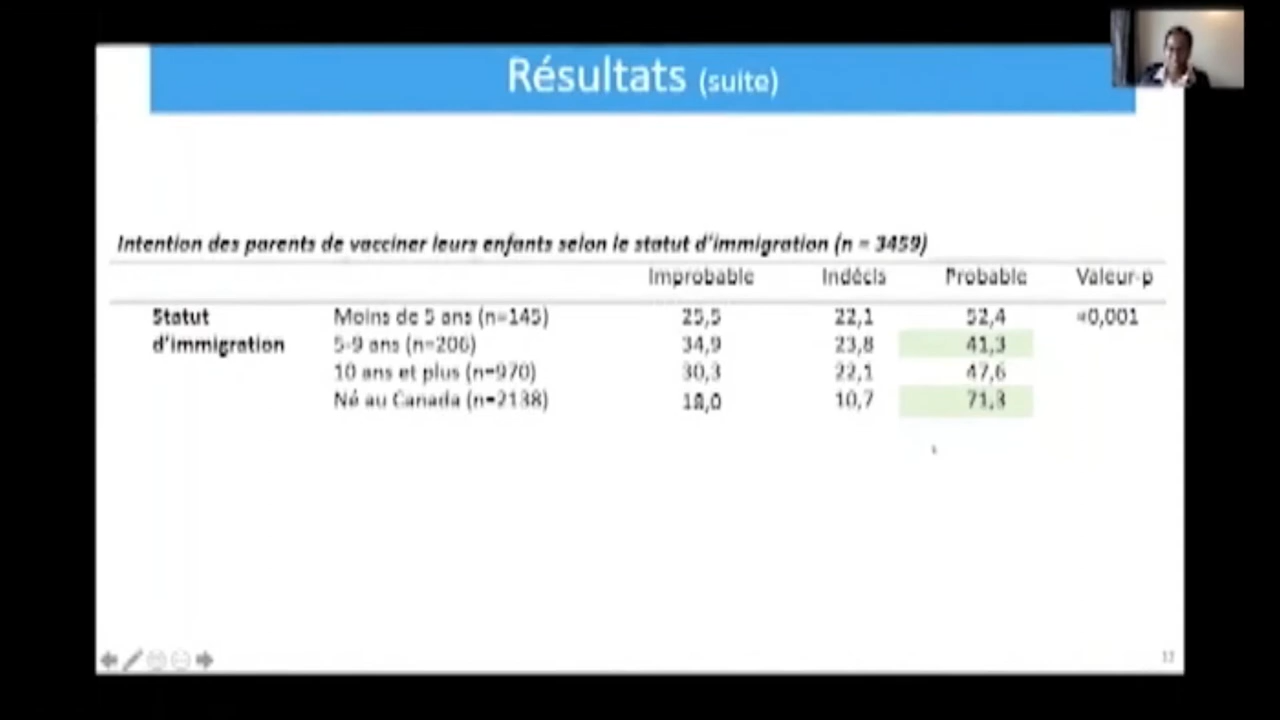 Résultats (suite)
Intention des parents de vacciner leurs enfants selon le statut d'immigration (n = 3459)
Improbable Indécis Probable Valeur-p
Statut d'immigration
Moins de 5 ans (n=145) 25,5 22,1 52,4 <0,001
5-9 ans (n=206) 34,9 23,8 41,3
10 ans et plus (n=970) 30,3 22,1 47,6
Né au Canada (n=2138) 18,0 10,7 71,3